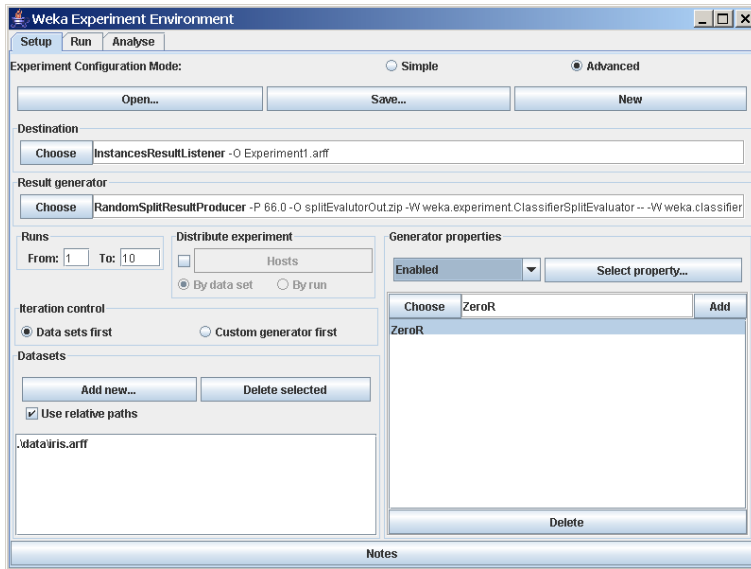 Weka Experiment Environment
Setup Run Analyse
Experiment Configuration Mode: Simple Advanced
Open... Save... New
Destination
Choose InstancesResultListener -O Experiment1.arff
Result generator
Choose RandomSplitResultProducer -P 66.0 -O splitEvalutorOut.zip -W weka.experiment.ClassifierSplitEvaluator -- -W weka.classifier
Runs
From: 1 To: 10
Distribute experiment
Hosts
By data set By run
Generator properties
Enabled Select property...
Choose ZeroR Add
ZeroR
Iteration control
Data sets first Custom generator first
Datasets
Add new... Delete selected
Use relative paths
.\data\iris.arff
Delete
Notes